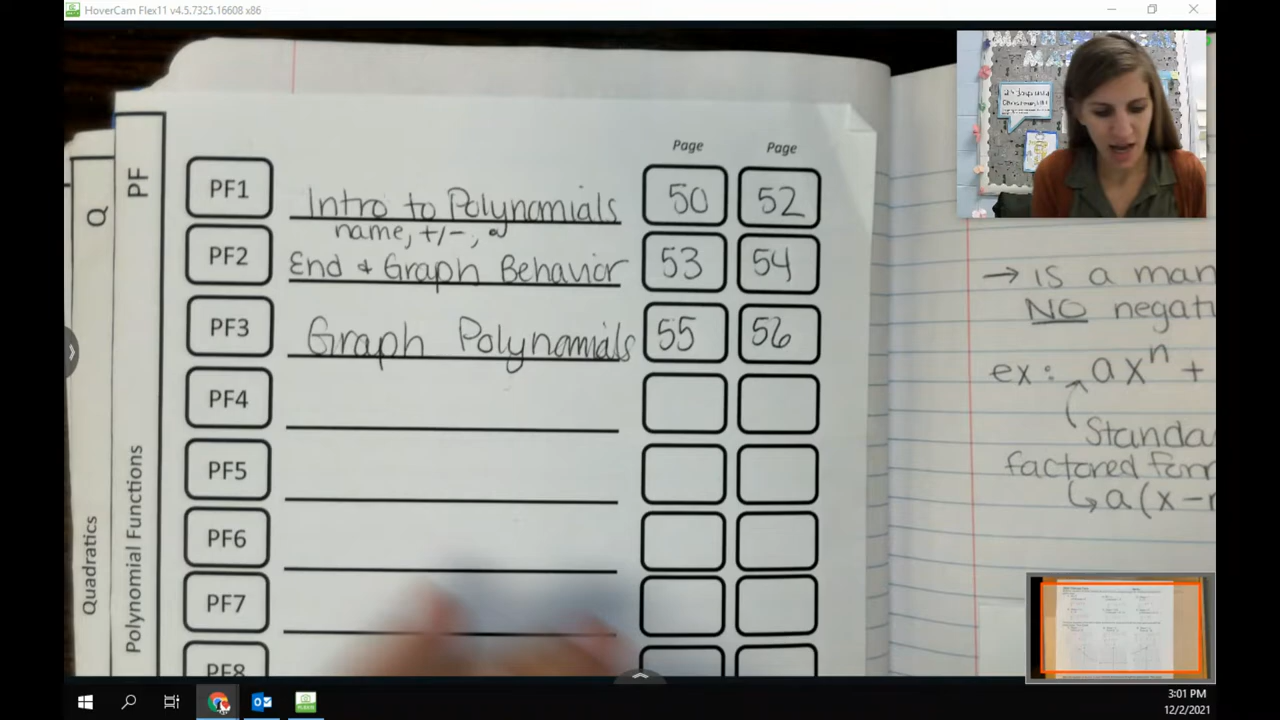 HoverCam Flex11 v4.5.7325.16608 x86
Page Page
PF1 Intro to Polynomials 50 52
name, +/-, a
PF2 End + Graph Behavior 53 54
PF3 Graph Polynomials 55 56
PF4
PF5
PF6
PF7
PF8
Q
Quadratics
PF
Polynomial Functions
→ is a man
NO negat
ex: ax^n +
Standa
factored form
↳ a(x-r
3:01 PM
12/2/2021